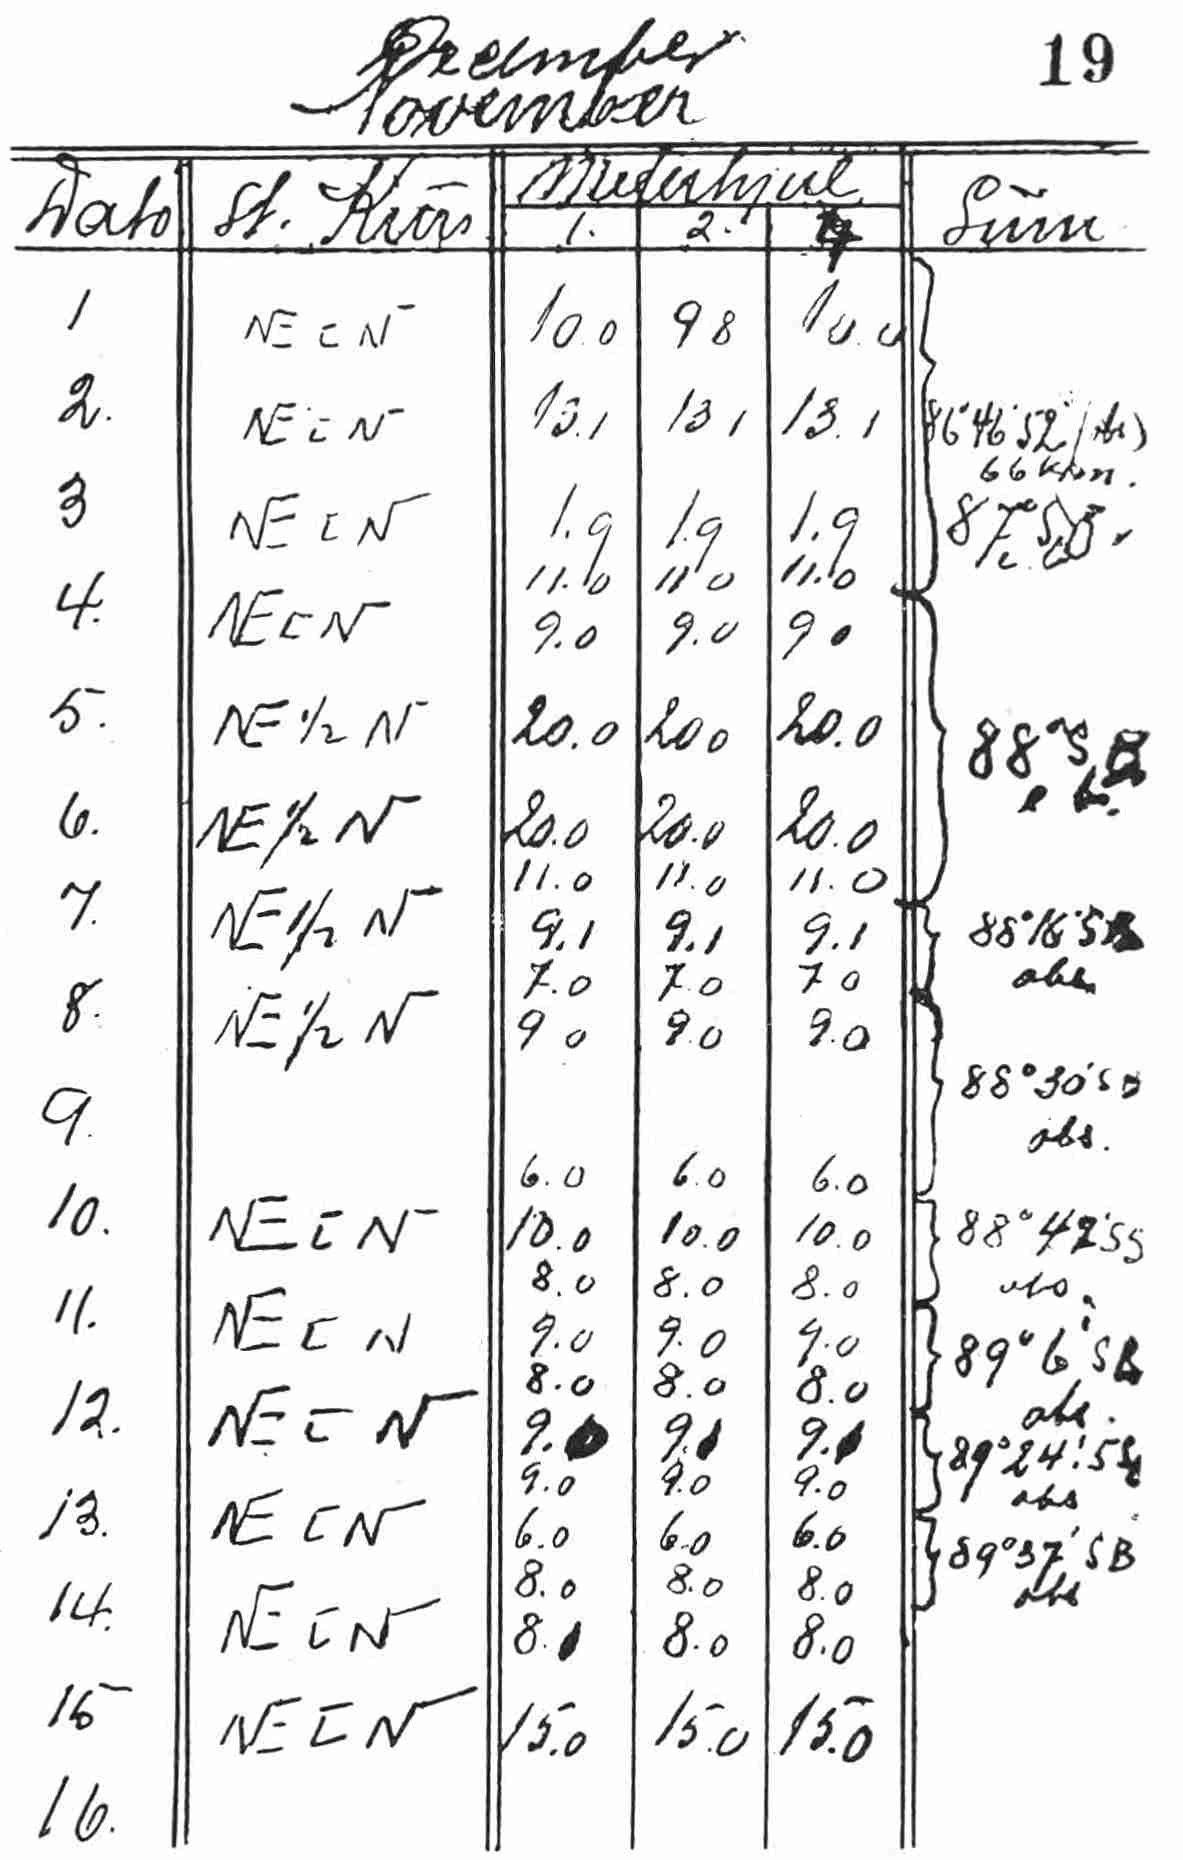 December 19
November
Dato St. Kurs Meterhjul Sum
1. 2.
1 NE c N 10.0 9 8 10.0
2. NE c N 13.1 13 1 13.1 86°46'52" (
66 km.
3 NE c N 1.9 1.9 1.9 87° S B
11.0 11 0 11.0
4. NE c N 9.0 9.0 9 0
5. NE 1/2 N 20.0 20 0 20.0 88° S B
6. NE 1/2 N 20.0 20.0 20.0
11.0 11.0 11.0
7. NE 1/2 N 9.1 9.1 9.1 88°16' S B
7.0 7.0 7 0 obs.
8. NE 1/2 N 9 0 9.0 9.0
88°30' S B
9. obs.
6.0 6.0 6.0
10. NE c N 10.0 10.0 10.0 88°42' S B
8.0 8.0 8.0 obs.
11. NE c N 9.0 9.0 9.0 89°6' S B
8.0 8.0 8.0 obs.
12. NE c N 9. 9. 9. 89°24' S B
9.0 9.0 9.0 obs
13. NE c N 6.0 6.0 6.0 89°37' S B
8.0 8.0 8.0 obs
14. NE c N 8. 8.0 8.0
15 NE c N 15.0 15.0 15.0
16.